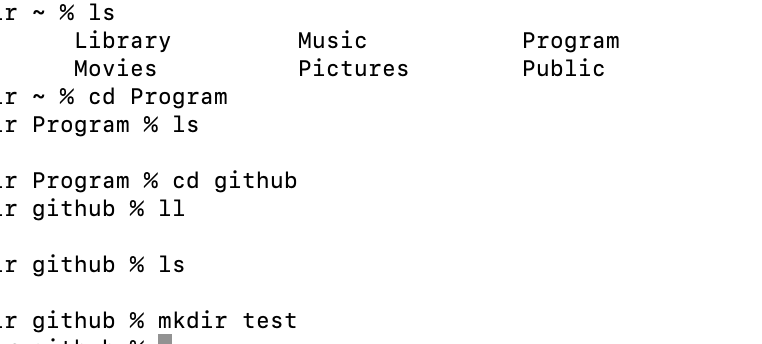 r ~ % ls
Library Music Program
Movies Pictures Public
r ~ % cd Program
r Program % ls
r Program % cd github
r github % ll
r github % ls
r github % mkdir test
github %